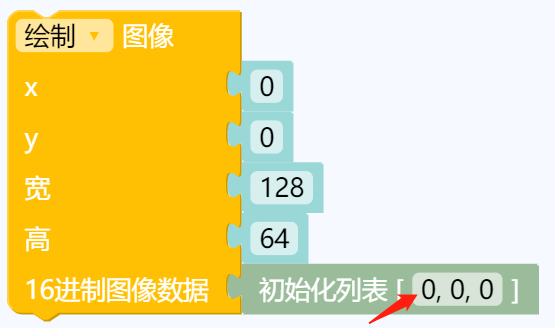 绘制 图像
x 0
y 0
宽 128
高 64
16进制图像数据 初始化列表 [ 0, 0, 0 ]